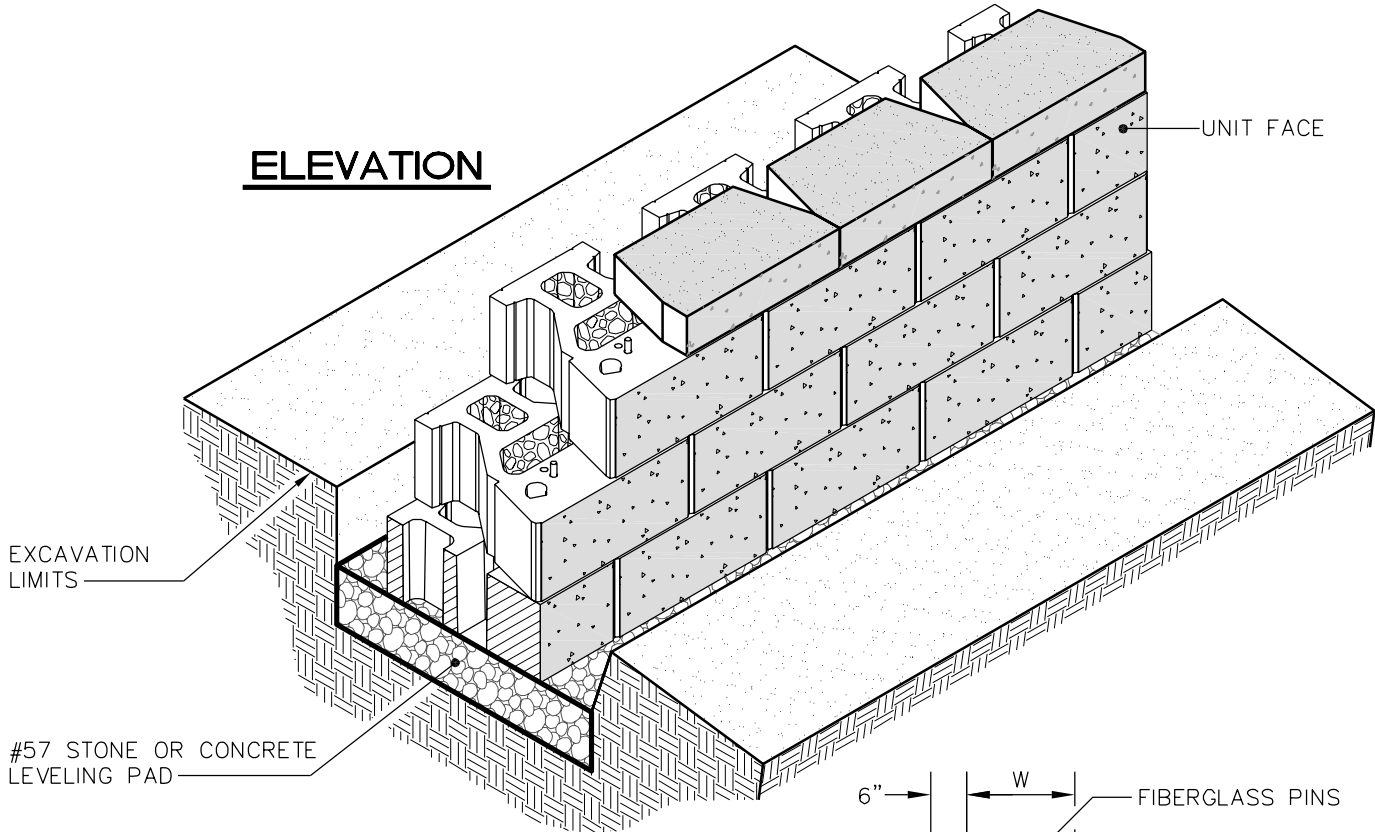 ELEVATION
UNIT FACE
EXCAVATION
LIMITS
#57 STONE OR CONCRETE
LEVELING PAD
6”
W
FIBERGLASS PINS